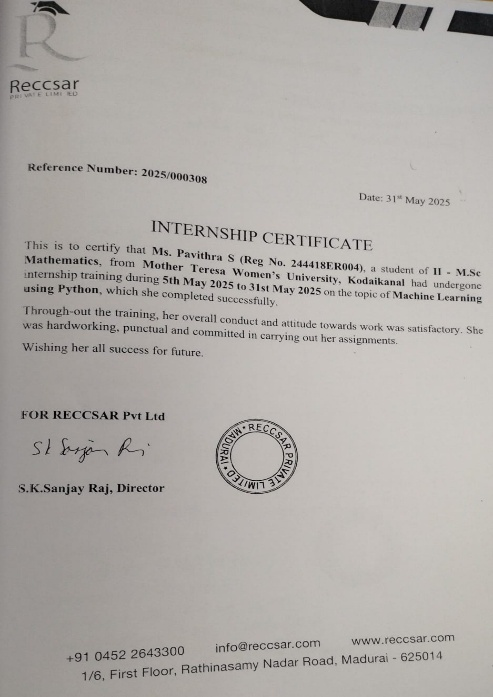 R
Reccsar
PRIVATE LIMITED
Reference Number: 2025/000308
Date: 31st May 2025
INTERNSHIP CERTIFICATE
This is to certify that Ms. Pavithra S (Reg No. 244418ER004), a student of II - M.Sc
Mathematics, from Mother Teresa Women's University, Kodaikanal had undergone
internship training during 5th May 2025 to 31st May 2025 on the topic of Machine Learning
using Python, which she completed successfully.
Through-out the training, her overall conduct and attitude towards work was satisfactory. She
was hardworking, punctual and committed in carrying out her assignments.
Wishing her all success for future.
FOR RECCSAR Pvt Ltd
RECCSAR PRIVATE LIMITED * MADURAI *
S.K.Sanjay Raj, Director
+91 0452 2643300 info@reccsar.com www.reccsar.com
1/6, First Floor, Rathinasamy Nadar Road, Madurai - 625014